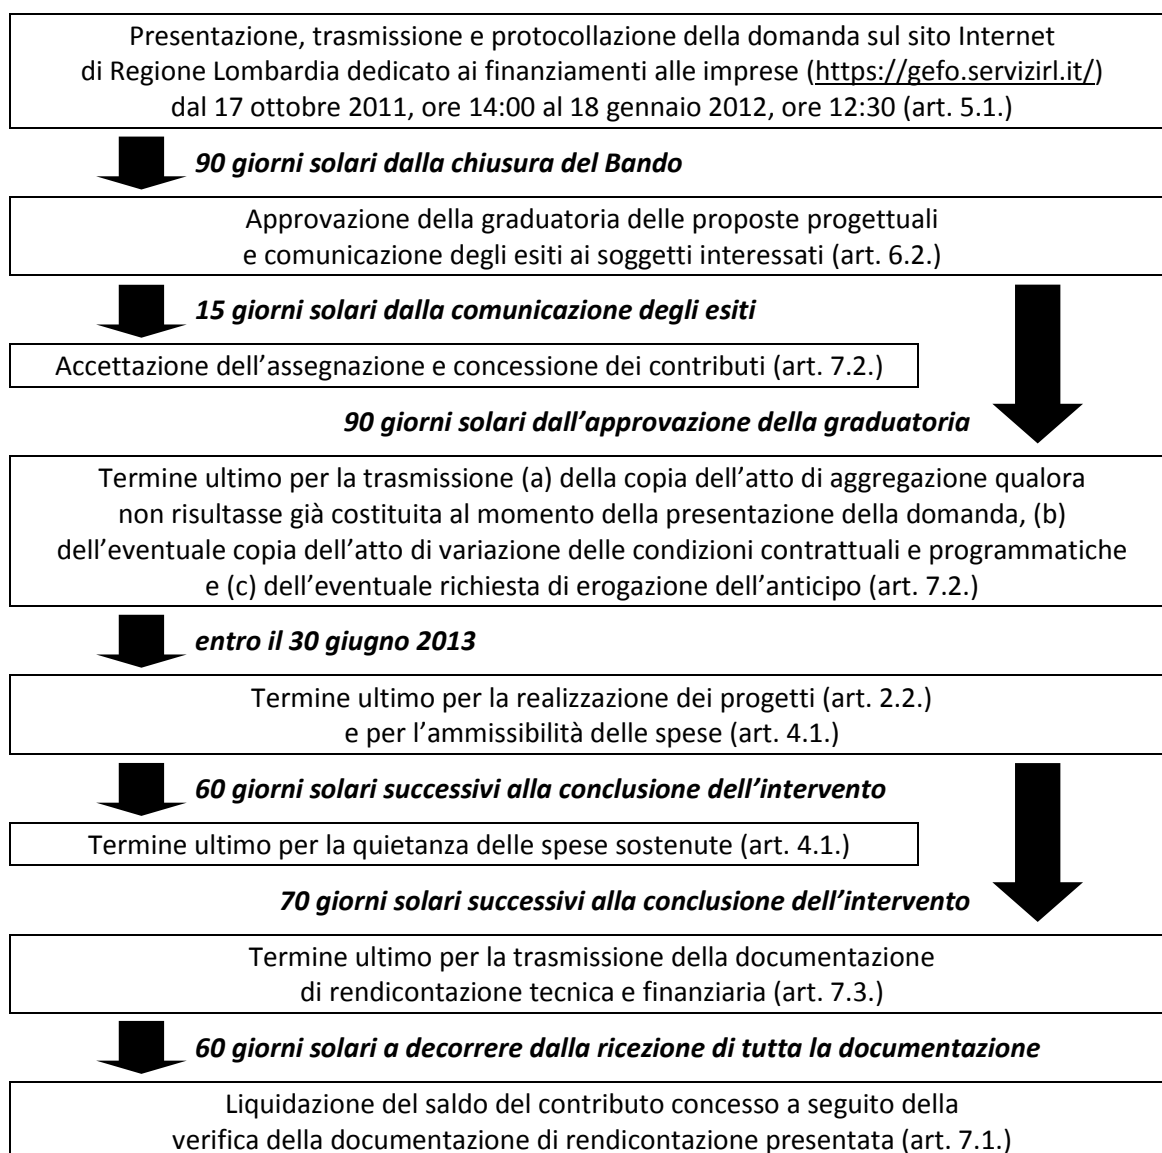 Presentazione, trasmissione e protocollazione della domanda sul sito Internet
di Regione Lombardia dedicato ai finanziamenti alle imprese (https://gefo.servizirl.it/)
dal 17 ottobre 2011, ore 14:00 al 18 gennaio 2012, ore 12:30 (art. 5.1.)
90 giorni solari dalla chiusura del Bando
Approvazione della graduatoria delle proposte progettuali
e comunicazione degli esiti ai soggetti interessati (art. 6.2.)
15 giorni solari dalla comunicazione degli esiti
Accettazione dell’assegnazione e concessione dei contributi (art. 7.2.)
90 giorni solari dall’approvazione della graduatoria
Termine ultimo per la trasmissione (a) della copia dell’atto di aggregazione qualora
non risultasse già costituita al momento della presentazione della domanda, (b)
dell’eventuale copia dell’atto di variazione delle condizioni contrattuali e programmatiche
e (c) dell’eventuale richiesta di erogazione dell’anticipo (art. 7.2.)
entro il 30 giugno 2013
Termine ultimo per la realizzazione dei progetti (art. 2.2.)
e per l’ammissibilità delle spese (art. 4.1.)
60 giorni solari successivi alla conclusione dell’intervento
Termine ultimo per la quietanza delle spese sostenute (art. 4.1.)
70 giorni solari successivi alla conclusione dell’intervento
Termine ultimo per la trasmissione della documentazione
di rendicontazione tecnica e finanziaria (art. 7.3.)
60 giorni solari a decorrere dalla ricezione di tutta la documentazione
Liquidazione del saldo del contributo concesso a seguito della
verifica della documentazione di rendicontazione presentata (art. 7.1.)